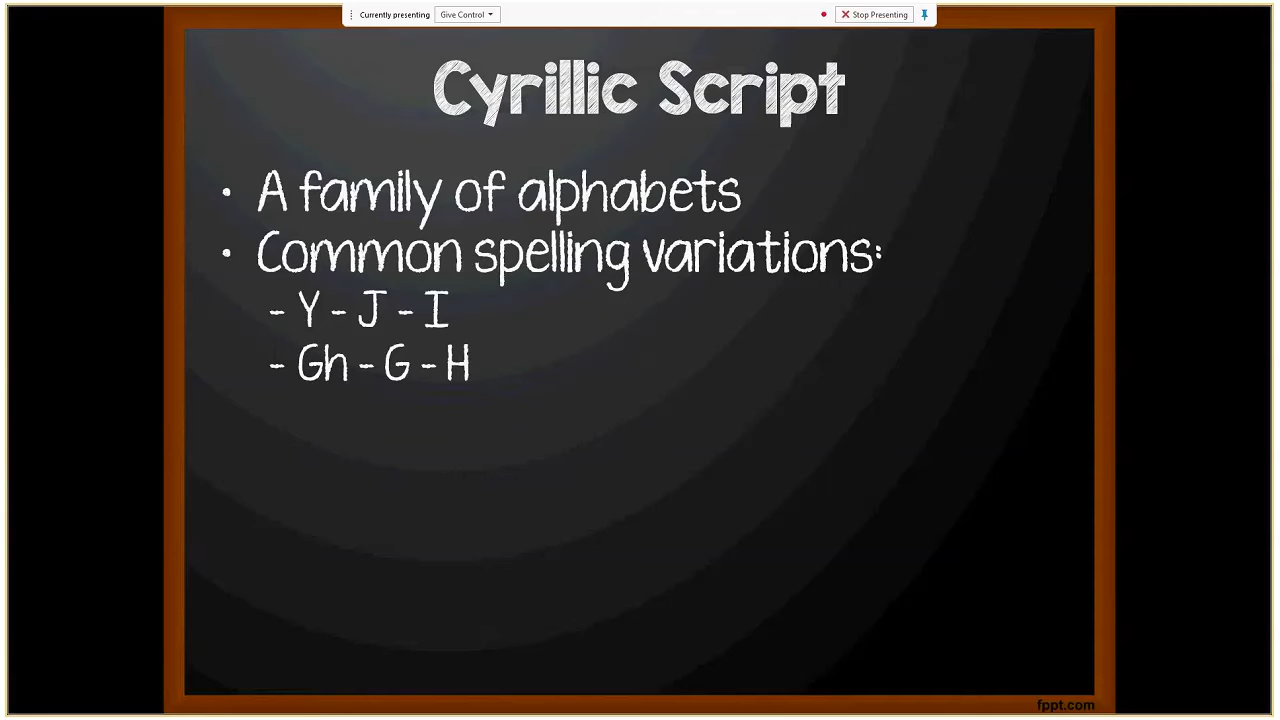 Currently presenting Give Control Stop Presenting
Cyrillic Script
• A family of alphabets
• Common spelling variations:
- Y - J - I
- Gh - G - H
fppt.com